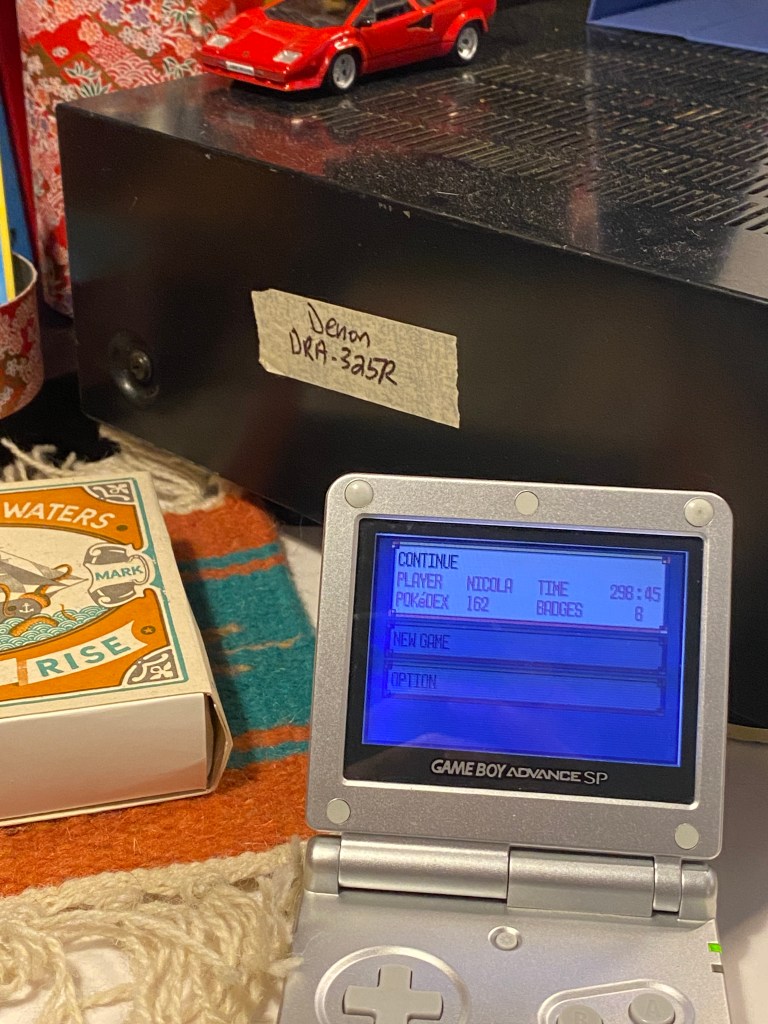 Denon
DRA-325R
WATERS
MARK
RISE
CONTINUE
PLAYER NICOLA TIME 298:45
POKéDEX 162 BADGES 8
NEW GAME
OPTION
GAME BOY ADVANCE SP
B A